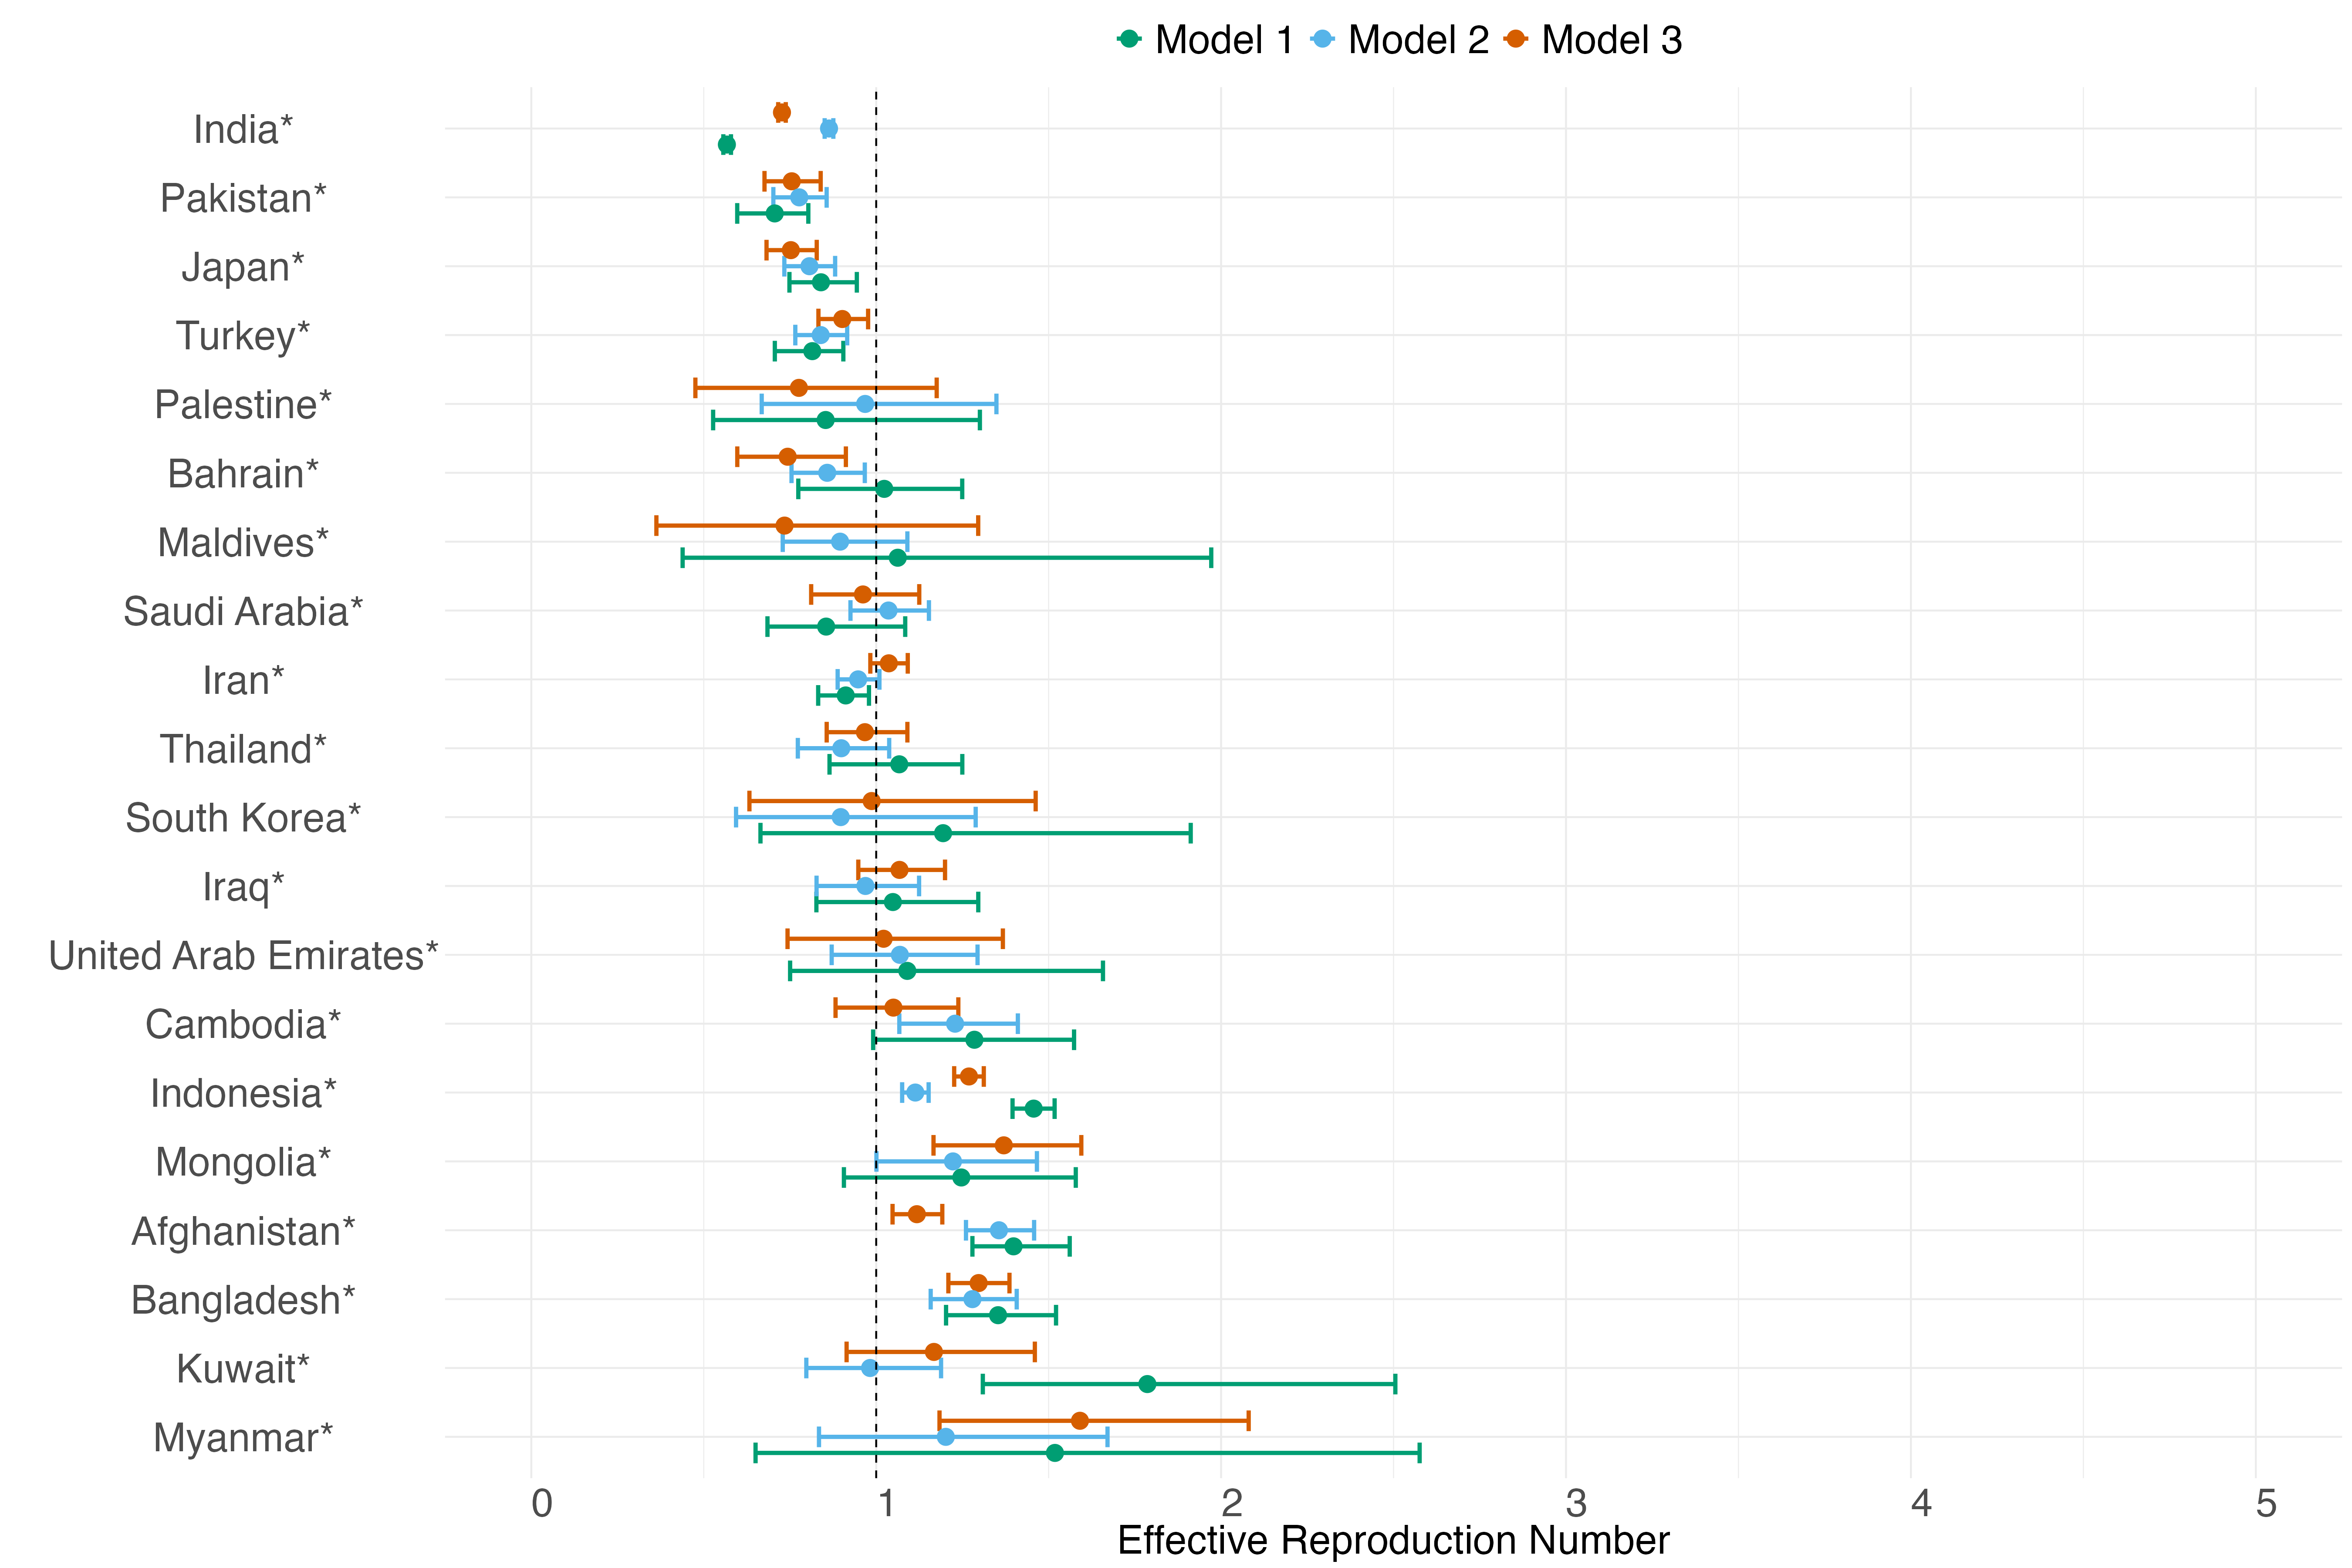 Model 1 Model 2 Model 3
India*
Pakistan*
Japan*
Turkey*
Palestine*
Bahrain*
Maldives*
Saudi Arabia*
Iran*
Thailand*
South Korea*
Iraq*
United Arab Emirates*
Cambodia*
Indonesia*
Mongolia*
Afghanistan*
Bangladesh*
Kuwait*
Myanmar*
0 1 2 3 4 5
Effective Reproduction Number